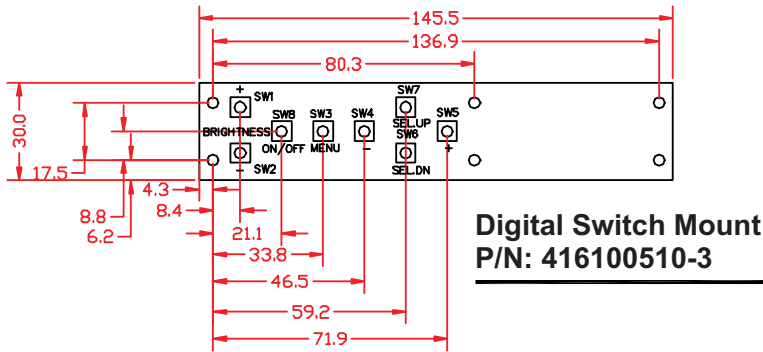 145.5
136.9
80.3
30.0
17.5
8.8
6.2
+
SW1
BRIGHTNESS
SW8
ON/OFF
SW3
MENU
SW4
-
SW7
SEL.UP
SW6
SEL.DN
SW5
+
-
SW2
4.3
8.4
21.1
33.8
46.5
59.2
71.9
Digital Switch Mount
P/N: 416100510-3